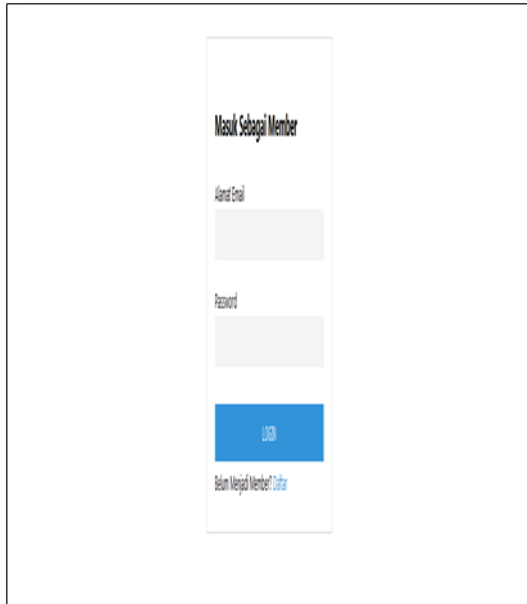 Masuk Sebagai Member
Alamat Email
Password
LOGIN
Belum Menjadi Member? Daftar